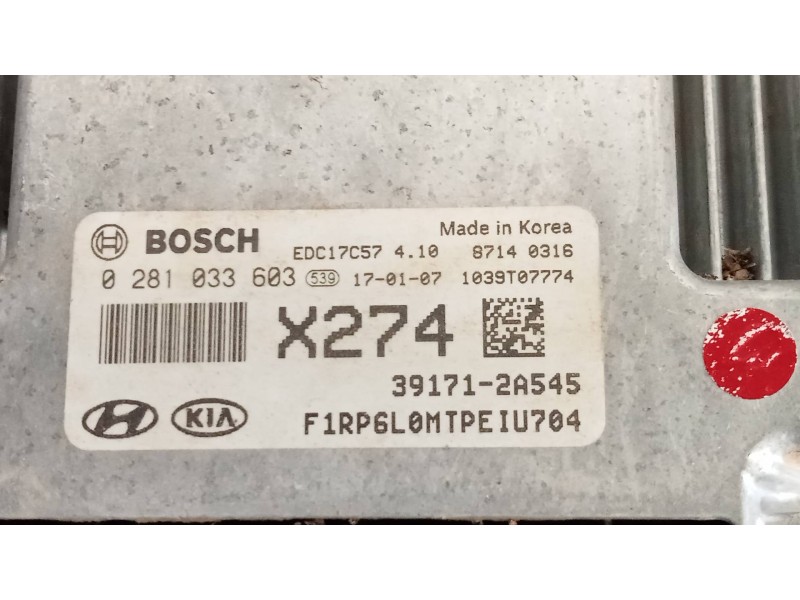 BOSCH
EDC17C57 4.10
Made in Korea
8714 0316
0 281 033 603 539 17-01-07 1039T07774
X274
39171-2A545
KIA
F1RP6L0MTPEIU704